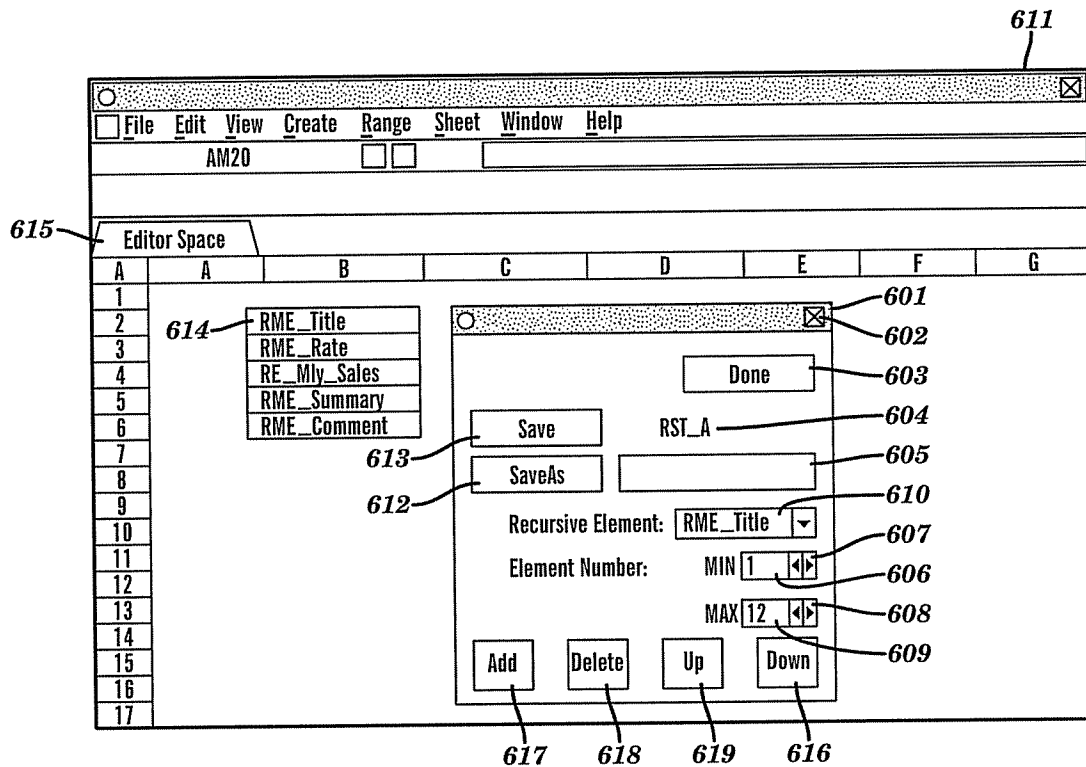 611
File Edit View Create Range Sheet Window Help
AM20
615
Editor Space
A A B C D E F G
1
2
3
4
5
6
7
8
9
10
11
12
13
14
15
16
17
614
RME_Title
RME_Rate
RE_Mly_Sales
RME_Summary
RME_Comment
601
602
Done
603
Save
RST_A
604
613
SaveAs
605
612
Recursive Element: RME_Title
610
Element Number: MIN 1
607
606
MAX 12
608
609
Add Delete Up Down
617 618 619 616